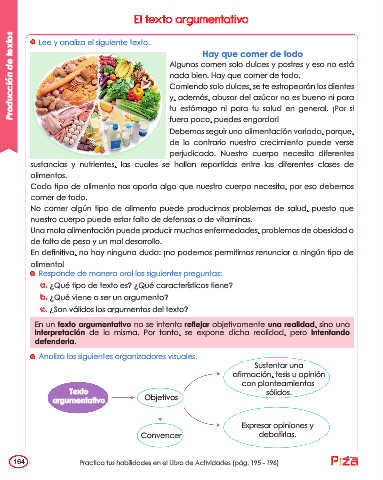 El texto argumentativo
Producción de textos
Lee y analiza el siguiente texto.
Hay que comer de todo
Algunos comen solo dulces y postres y eso no está
nada bien. Hay que comer de todo.
Comiendo solo dulces, se te estropearán los dientes
y, además, abusar del azúcar no es bueno ni para
tu estómago ni para tu salud en general. ¡Por si
fuera poco, puedes engordar!
Debemos seguir una alimentación variada, porque,
de lo contrario nuestro crecimiento puede verse
perjudicado. Nuestro cuerpo necesita diferentes
sustancias y nutrientes, las cuales se hallan repartidas entre las diferentes clases de
alimentos.
Cada tipo de alimento nos aporta algo que nuestro cuerpo necesita, por eso debemos
comer de todo.
No comer algún tipo de alimento puede producirnos problemas de salud, puesto que
nuestro cuerpo puede estar falto de defensas o de vitaminas.
Una mala alimentación puede producir muchas enfermedades, problemas de obesidad o
de falta de peso y un mal desarrollo.
En definitiva, no hay ninguna duda: ¡no podemos permitirnos renunciar a ningún tipo de
alimento!
Responde de manera oral las siguientes preguntas:
a. ¿Qué tipo de texto es? ¿Qué características tiene?
b. ¿Qué viene a ser un argumento?
c. ¿Son válidos los argumentos del texto?
En un texto argumentativo no se intenta reflejar objetivamente una realidad, sino una
interpretación de la misma. Por tanto, se expone dicha realidad, pero intentando
defenderla.
Analiza los siguientes organizadores visuales.
Sustentar una
afirmación, tesis u opinión
con planteamientos
sólidos.
Texto
argumentativo
Objetivos
Convencer
Expresar opiniones y
debatirlas.
164
Practica tus habilidades en el Libro de Actividades (pág. 195 - 196)